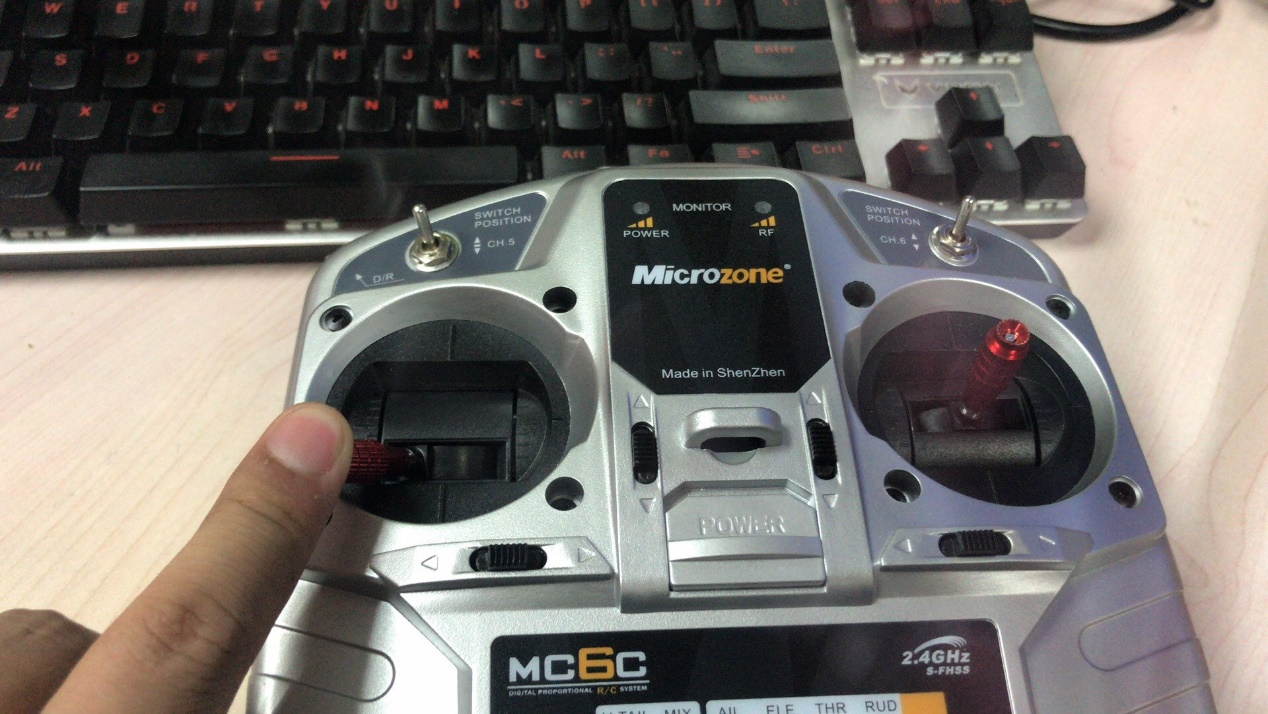 W E R T Y U I O P
S D F G H J K L Enter
Z X C V B N M < > ? Shift
Alt Alt Fn Ctrl
SWITCH
POSITION
CH.5
D/R
MONITOR
POWER RF
Microzone®
Made in ShenZhen
SWITCH
POSITION
CH.6
POWER
MC6C
DIGITAL PROPORTIONAL R/C SYSTEM
2.4GHz
S-FHSS
MIX AIL ELE THR RUD